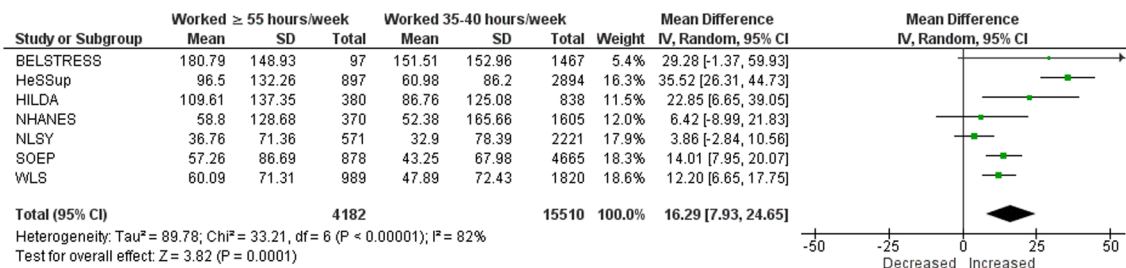 Worked ≥ 55 hours/week Worked 35-40 hours/week Mean Difference Mean Difference
Study or Subgroup Mean SD Total Mean SD Total Weight IV, Random, 95% CI IV, Random, 95% CI
BELSTRESS 180.79 148.93 97 151.51 152.96 1467 5.4% 29.28 [-1.37, 59.93]
HeSSup 96.5 132.26 897 60.98 86.2 2894 16.3% 35.52 [26.31, 44.73]
HILDA 109.61 137.35 380 86.76 125.08 838 11.5% 22.85 [6.65, 39.05]
NHANES 58.8 128.68 370 52.38 165.66 1605 12.0% 6.42 [-8.99, 21.83]
NLSY 36.76 71.36 571 32.9 78.39 2221 17.9% 3.86 [-2.84, 10.56]
SOEP 57.26 86.69 878 43.25 67.98 4665 18.3% 14.01 [7.95, 20.07]
WLS 60.09 71.31 989 47.89 72.43 1820 18.6% 12.20 [6.65, 17.75]
Total (95% CI) 4182 15510 100.0% 16.29 [7.93, 24.65]
Heterogeneity: Tau² = 89.78; Chi² = 33.21, df = 6 (P < 0.00001); I² = 82%
Test for overall effect: Z = 3.82 (P = 0.0001)
-50 -25 0 25 50
Decreased Increased